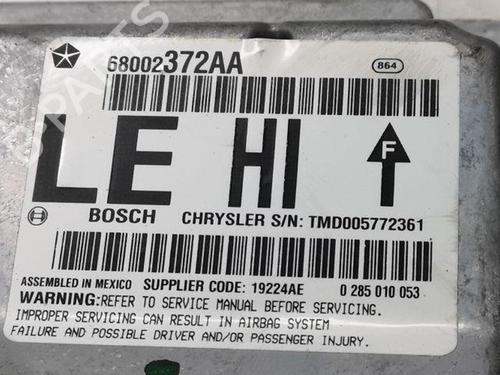 68002372AA
864
LE HI
F
BOSCH CHRYSLER S/N: TMD005772361
ASSEMBLED IN MEXICO SUPPLIER CODE: 19224AE 0 285 010 053
WARNING:REFER TO SERVICE MANUAL BEFORE SERVICING.
IMPROPER SERVICING CAN RESULT IN AIRBAG SYSTEM
FAILURE AND POSSIBLE DRIVER AND/OR PASSENGER INJURY.